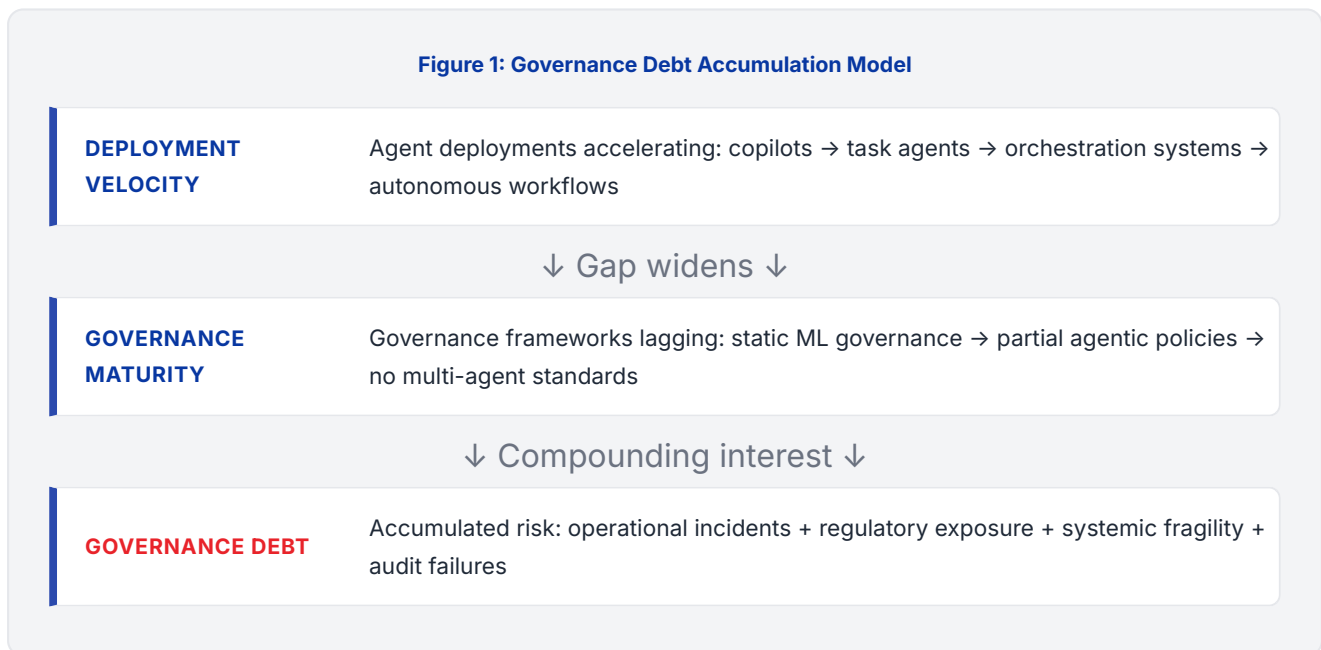 Figure 1: Governance Debt Accumulation Model
DEPLOYMENT
VELOCITY
Agent deployments accelerating: copilots → task agents → orchestration systems →
autonomous workflows
↓ Gap widens ↓
GOVERNANCE
MATURITY
Governance frameworks lagging: static ML governance → partial agentic policies →
no multi-agent standards
↓ Compounding interest ↓
GOVERNANCE DEBT
Accumulated risk: operational incidents + regulatory exposure + systemic fragility +
audit failures